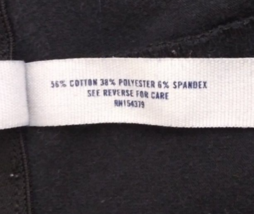 56% COTTON 38% POLYESTER 6% SPANDEX
SEE REVERSE FOR CARE
RN154379